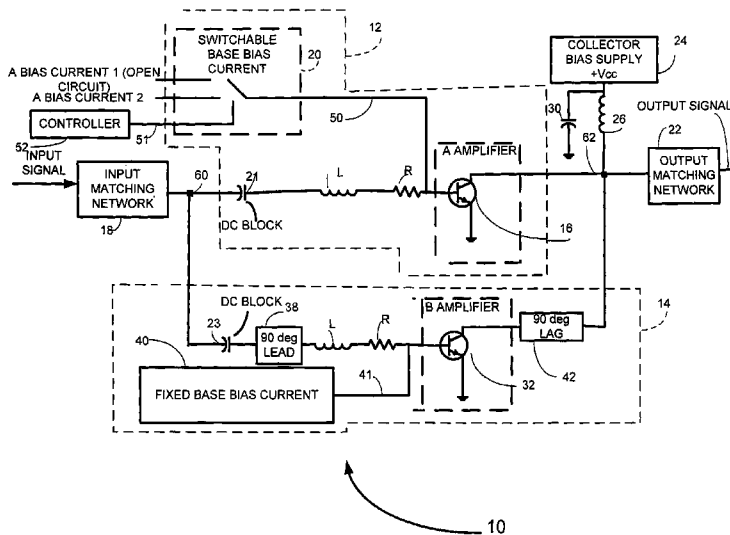 SWITCHABLE
BASE BIAS
CURRENT
20
12
COLLECTOR
BIAS SUPPLY
+Vcc
24
A BIAS CURRENT 1 (OPEN
CIRCUIT)
A BIAS CURRENT 2
50
30
26
OUTPUT SIGNAL
CONTROLLER
51
52
22
INPUT
SIGNAL
62
A AMPLIFIER
OUTPUT
MATCHING
NETWORK
INPUT
MATCHING
NETWORK
60
21
L
R
18
DC BLOCK
16
DC BLOCK
38
B AMPLIFIER
14
23
90 deg
LEAD
L
R
90 deg
LAG
40
32
42
FIXED BASE BIAS CURRENT
41
10